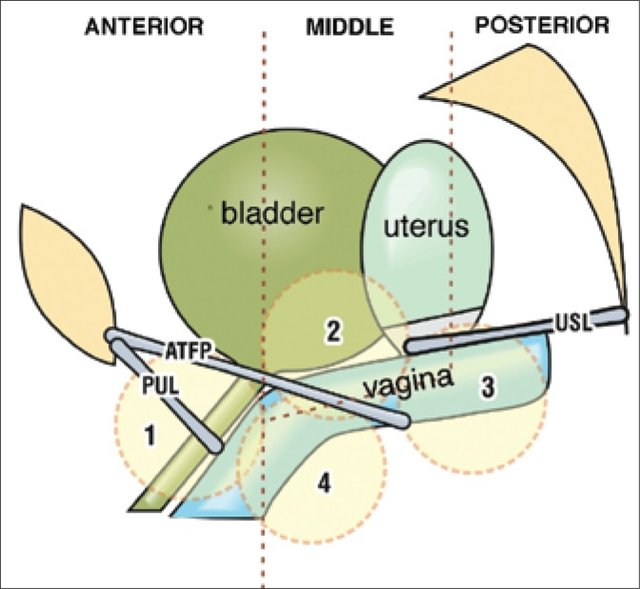 ANTERIOR
MIDDLE
POSTERIOR
bladder
uterus
2
USL
ATFP
vagina
PUL
3
1
4